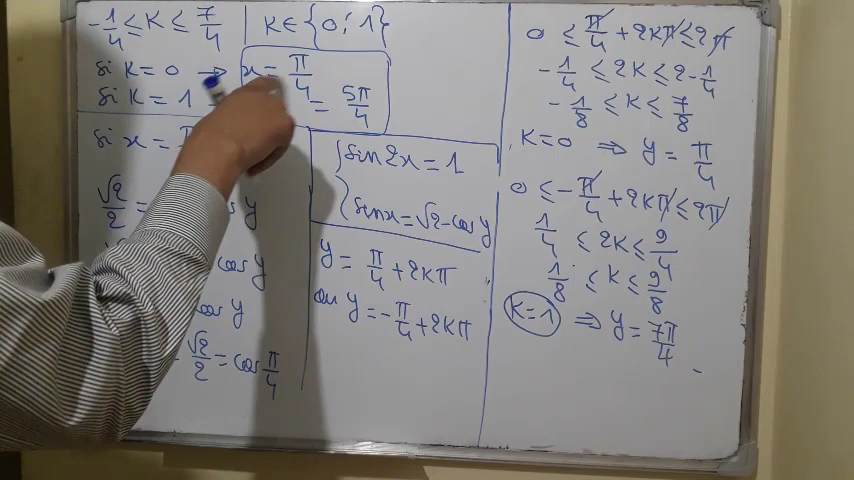 -1/4 ≤ K ≤ 7/4 | K ∈ {0; 1}
Si K = 0 → x = π/4
Si K = 1 = 5π/4
Si x =
√2/2 = cos y
cos y
cos y
√2/2 = cos π/4
{ sin 2x = 1
sin x = √2 - cos y
y = π/4 + 2Kπ
ou y = -π/4 + 2Kπ
0 ≤ π/4 + 2Kπ ≤ 2π
-1/4 ≤ 2K ≤ 2 - 1/4
-1/8 ≤ K ≤ 7/8
K = 0 ⇒ y = π/4
0 ≤ -π/4 + 2Kπ ≤ 2π
1/4 ≤ 2K ≤ 9/4
1/8 ≤ K ≤ 9/8
K = 1 ⇒ y = 7π/4